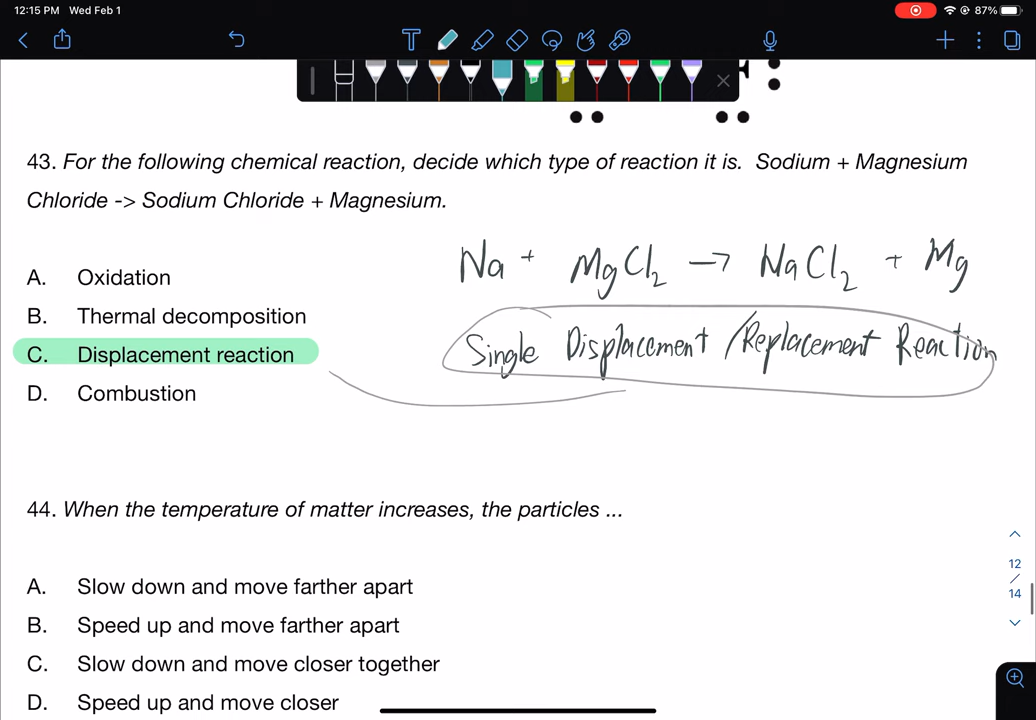 12:15 PM Wed Feb 1
87%
43. For the following chemical reaction, decide which type of reaction it is. Sodium + Magnesium
Chloride -> Sodium Chloride + Magnesium.
Na + MgCl2 → NaCl2 + Mg
A. Oxidation
B. Thermal decomposition
Single Displacement / Replacement Reaction
C. Displacement reaction
D. Combustion
44. When the temperature of matter increases, the particles ...
A. Slow down and move farther apart
B. Speed up and move farther apart
C. Slow down and move closer together
D. Speed up and move closer
12
/
14